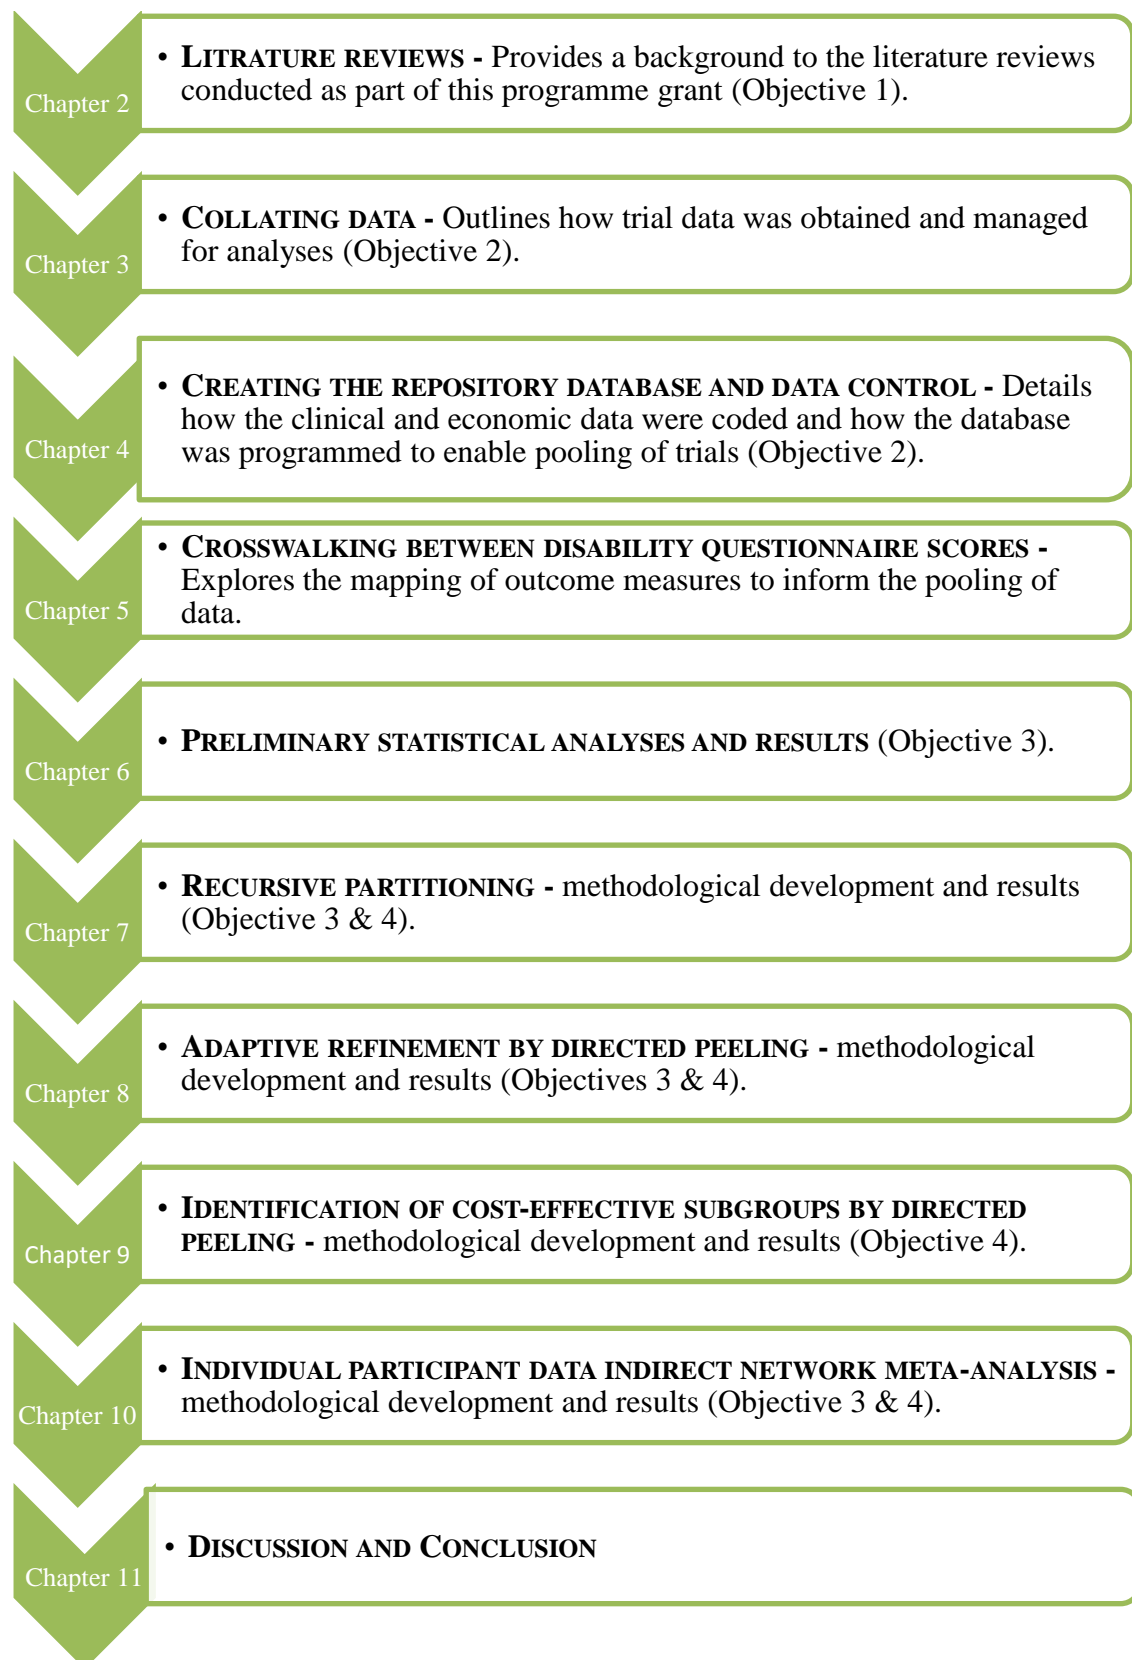 Chapter 2
• LITRATURE REVIEWS - Provides a background to the literature reviews
conducted as part of this programme grant (Objective 1).
Chapter 3
• COLLATING DATA - Outlines how trial data was obtained and managed
for analyses (Objective 2).
Chapter 4
• CREATING THE REPOSITORY DATABASE AND DATA CONTROL - Details
how the clinical and economic data were coded and how the database
was programmed to enable pooling of trials (Objective 2).
Chapter 5
• CROSSWALKING BETWEEN DISABILITY QUESTIONNAIRE SCORES -
Explores the mapping of outcome measures to inform the pooling of
data.
Chapter 6
• PRELIMINARY STATISTICAL ANALYSES AND RESULTS (Objective 3).
Chapter 7
• RECURSIVE PARTITIONING - methodological development and results
(Objective 3 & 4).
Chapter 8
• ADAPTIVE REFINEMENT BY DIRECTED PEELING - methodological
development and results (Objectives 3 & 4).
Chapter 9
• IDENTIFICATION OF COST-EFFECTIVE SUBGROUPS BY DIRECTED
PEELING - methodological development and results (Objective 4).
Chapter 10
• INDIVIDUAL PARTICIPANT DATA INDIRECT NETWORK META-ANALYSIS -
methodological development and results (Objective 3 & 4).
Chapter 11
• DISCUSSION AND CONCLUSION